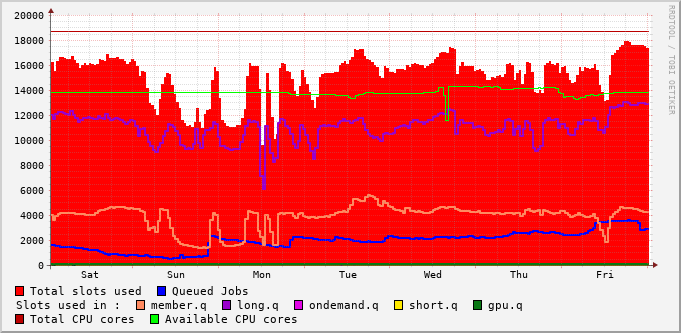 20000
18000
16000
14000
12000
10000
8000
6000
4000
2000
0
Sat Sun Mon Tue Wed Thu Fri
RRDTOOL / TOBI OETIKER
Total slots used Queued Jobs
Slots used in : member.q long.q ondemand.q short.q gpu.q
Total CPU cores Available CPU cores